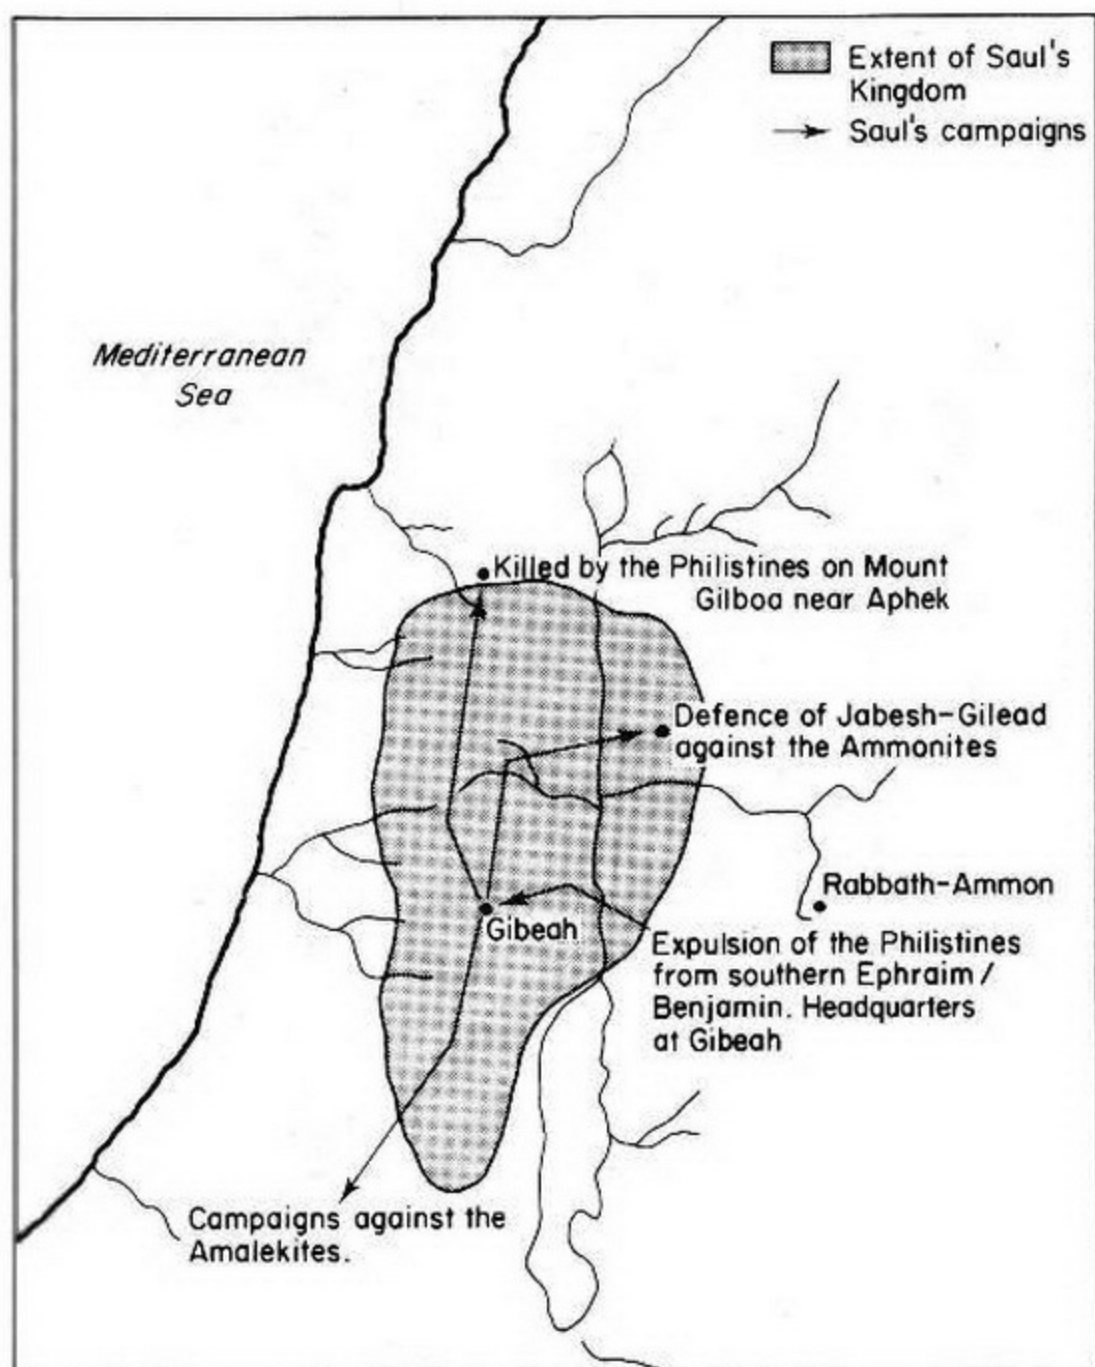 Extent of Saul's
Kingdom
Saul's campaigns
Mediterranean
Sea
Killed by the Philistines on Mount
Gilboa near Aphek
Defence of Jabesh-Gilead
against the Ammonites
Rabbath-Ammon
Gibeah
Expulsion of the Philistines
from southern Ephraim /
Benjamin. Headquarters
at Gibeah
Campaigns against the
Amalekites.